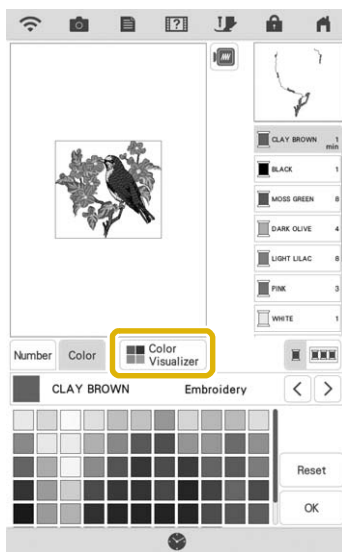 ?
CLAY BROWN 1
min
BLACK 1
MOSS GREEN 8
DARK OLIVE 4
LIGHT LILAC 6
PINK 3
WHITE 1
Number Color Color
Visualizer
CLAY BROWN Embroidery < >
Reset
OK